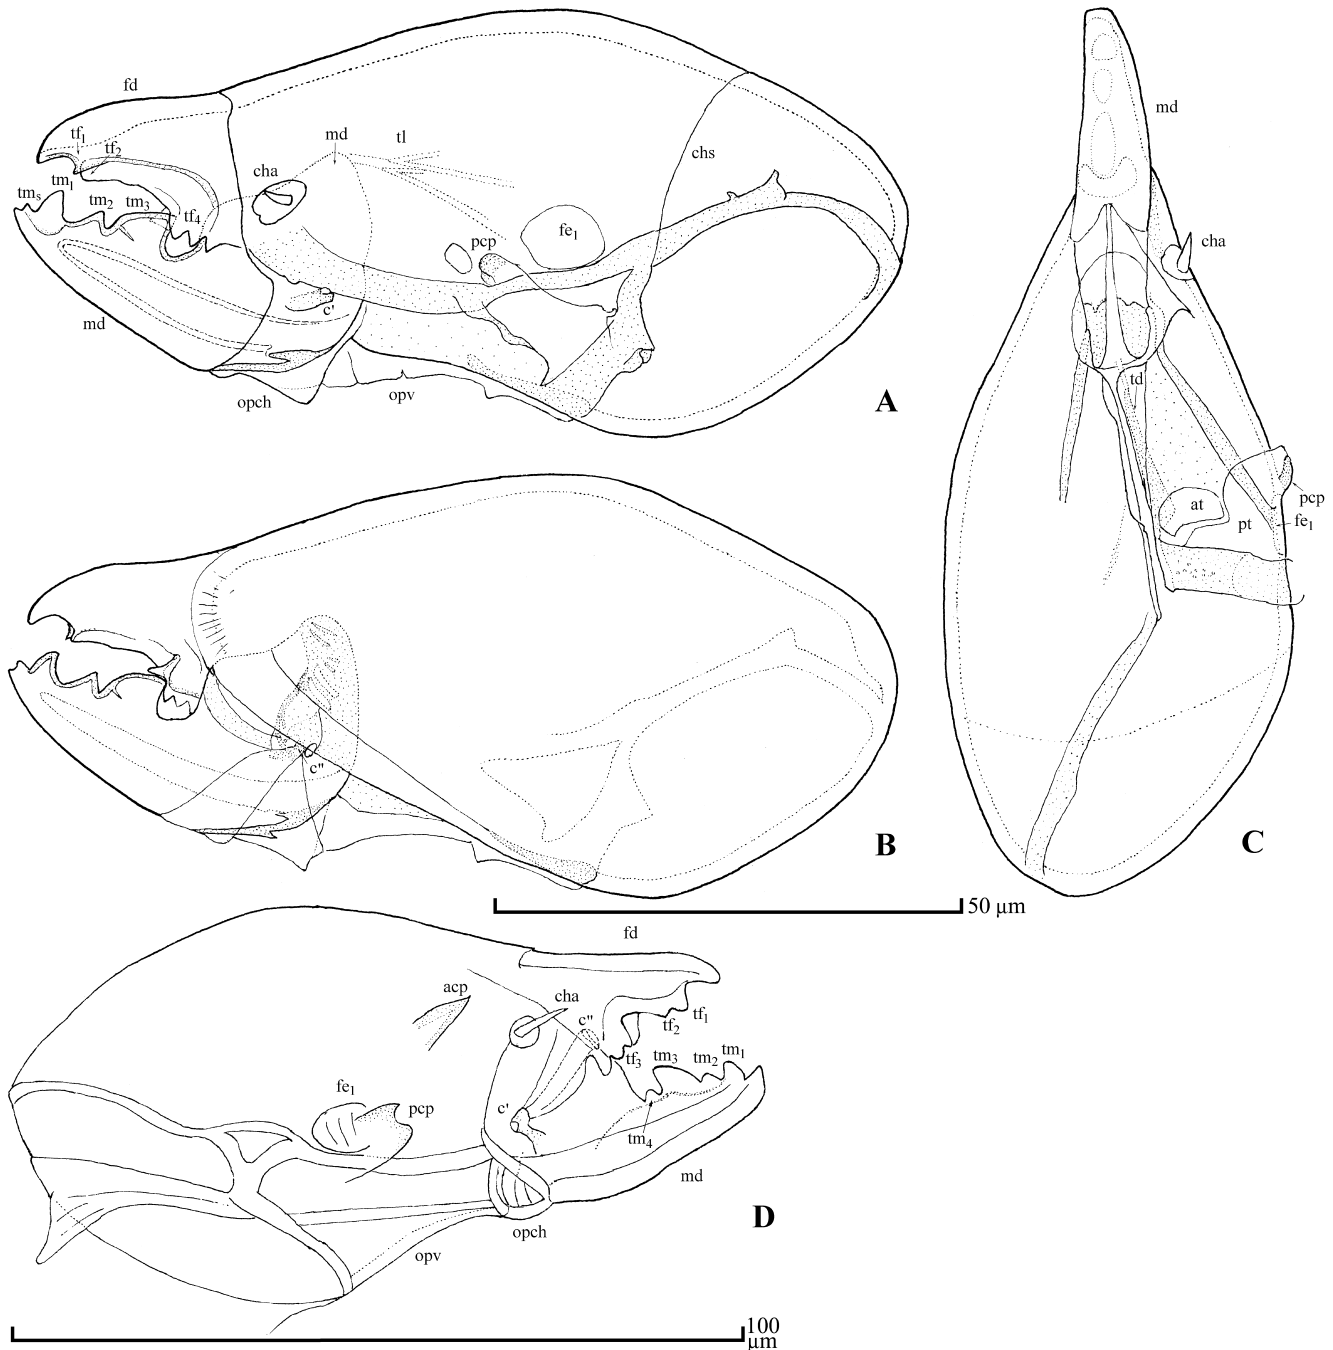 fd
tf1
tf2
tms
tm1
tm2
tm3
tf4
cha
md
tl
chs
fe1
pcp
c'
md
opch
opv
A
md
cha
td
at
pt
pcp
fe1
C
c"
B
50 µm
fd
acp
cha
c"
tf1
tf2
tf3
tm3
tm2
tm1
fe1
pcp
c'
tm4
md
opch
opv
D
100
µm